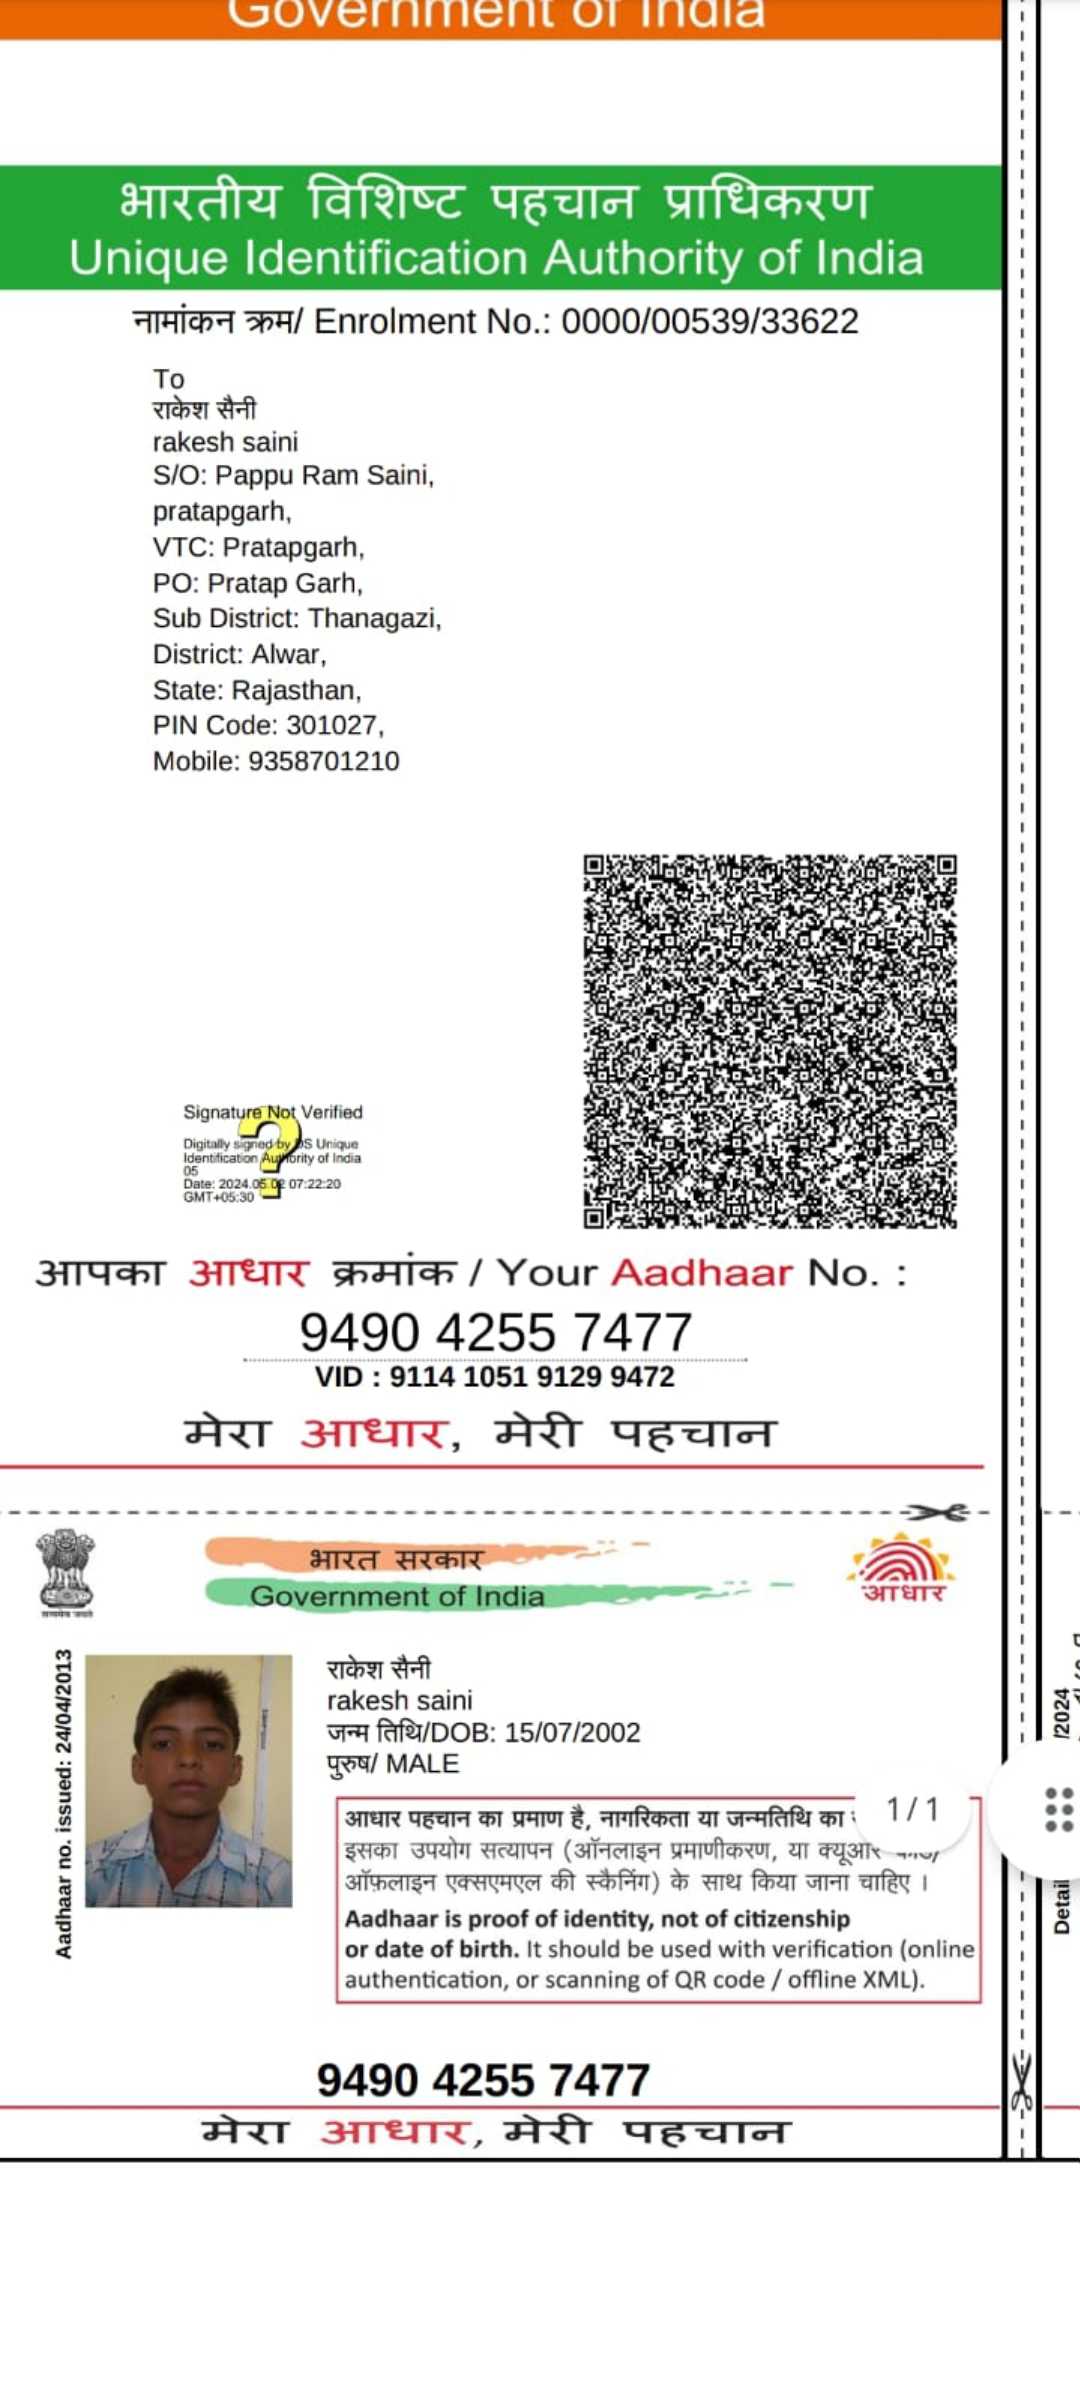 Government of India
भारतीय विशिष्ट पहचान प्राधिकरण
Unique Identification Authority of India
नामांकन क्रम/ Enrolment No.: 0000/00539/33622
To
राकेश सैनी
rakesh saini
S/O: Pappu Ram Saini,
pratapgarh,
VTC: Pratapgarh,
PO: Pratap Garh,
Sub District: Thanagazi,
District: Alwar,
State: Rajasthan,
PIN Code: 301027,
Mobile: 9358701210
Signature Not Verified
Digitally signed by DS Unique
Identification Authority of India
05
Date: 2024.05.02 07:22:20
GMT+05:30
आपका आधार क्रमांक / Your Aadhaar No. :
9490 4255 7477
VID : 9114 1051 9129 9472
मेरा आधार, मेरी पहचान
सत्यमेव जयते
भारत सरकार
Government of India
आधार
Aadhaar no. issued: 24/04/2013
राकेश सैनी
rakesh saini
जन्म तिथि/DOB: 15/07/2002
पुरुष/ MALE
आधार पहचान का प्रमाण है, नागरिकता या जन्मतिथि का
1/1
इसका उपयोग सत्यापन (ऑनलाइन प्रमाणीकरण, या क्यूआर
ऑफ़लाइन एक्सएमएल की स्कैनिंग) के साथ किया जाना चाहिए ।
Aadhaar is proof of identity, not of citizenship
or date of birth. It should be used with verification (online
authentication, or scanning of QR code / offline XML).
9490 4255 7477
मेरा आधार, मेरी पहचान
/2024
Detail